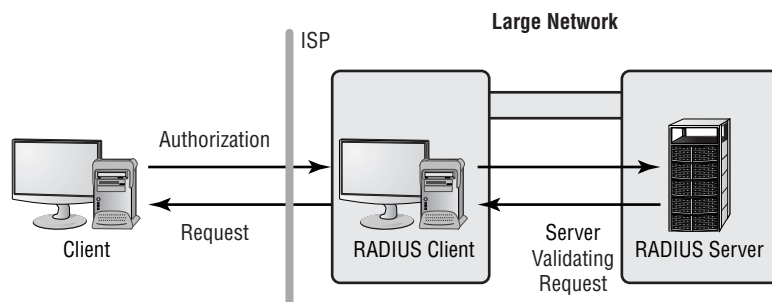 Large Network
ISP
Authorization
Request
Client
RADIUS Client
Server
Validating
Request
RADIUS Server